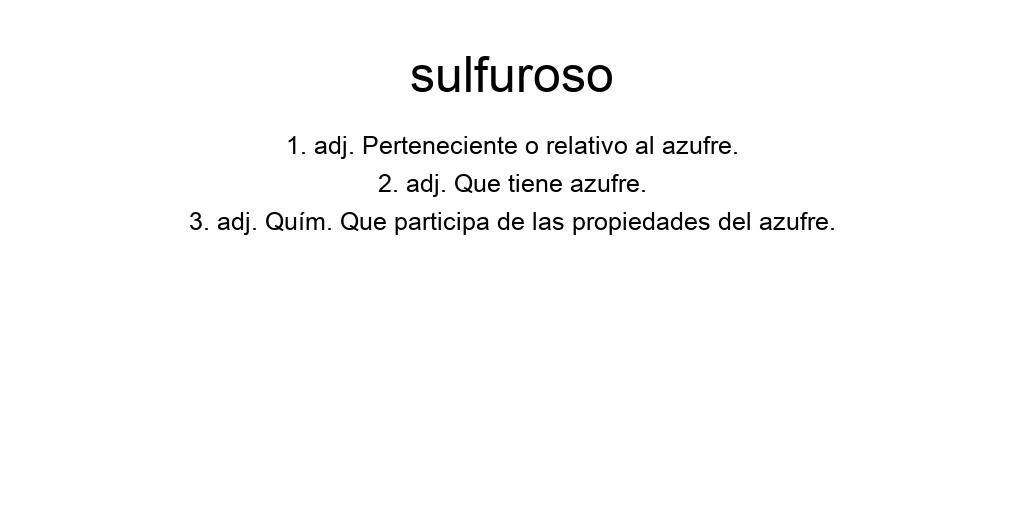 sulfuroso
1. adj. Perteneciente o relativo al azufre.
2. adj. Que tiene azufre.
3. adj. Quím. Que participa de las propiedades del azufre.